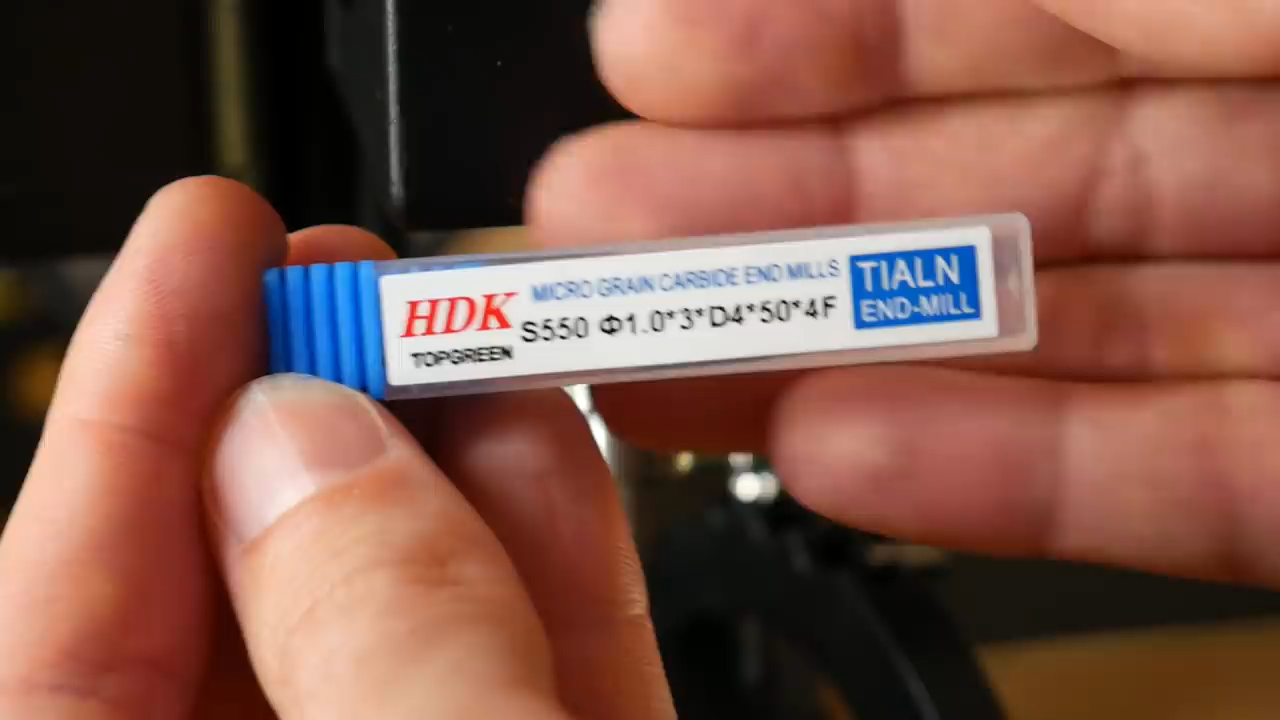 HDK
TOPGREEN
MICRO GRAIN CARBIDE END MILLS
S550 Φ1.0*3*D4*50*4F
TIALN
END-MILL